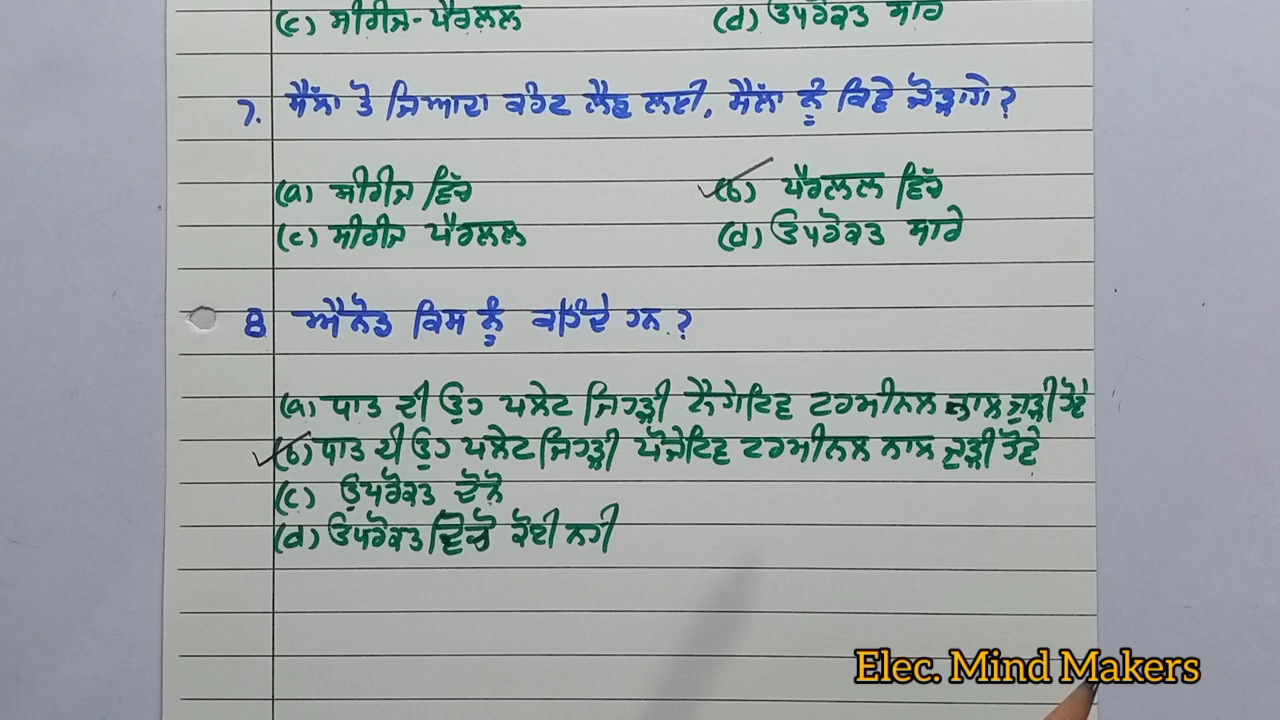 (c) ਸੀਰੀਜ-ਪੈਰਲਲ (d) ਉਪਰੋਕਤ ਸਾਰੇ
7. ਸੈੱਲਾਂ ਤੋ ਜਿਆਦਾ ਕਰੰਟ ਲੈਣ ਲਈ, ਸੈੱਲਾਂ ਨੂੰ ਕਿਵੇ ਜੋੜਾਗੇ ?
(a) ਸੀਰੀਜ ਵਿੱਚ (b) ਪੈਰਲਲ ਵਿੱਚ
(c) ਸੀਰੀਜ ਪੈਰਲਲ (d) ਉਪਰੋਕਤ ਸਾਰੇ
8 ਐਨੋਡ ਕਿਸ ਨੂੰ ਕਹਿੰਦੇ ਹਨ ?
(a) ਧਾਤ ਦੀ ਉਹ ਪਲੇਟ ਜਿਹੜੀ ਨੈਗੇਟਿਵ ਟਰਮੀਨਲ ਨਾਲ ਜੁੜੀ ਹੋਵੇ
(b) ਧਾਤ ਦੀ ਉਹ ਪਲੇਟ ਜਿਹੜੀ ਪੋਜੇਟਿਵ ਟਰਮੀਨਲ ਨਾਲ ਜੁੜੀ ਹੋਵੇ
(c) ਉਪਰੋਕਤ ਦੋਨੋ
(d) ਉਪਰੋਕਤ ਵਿੱਚੋ ਕੋਈ ਨਹੀ
Elec. Mind Makers